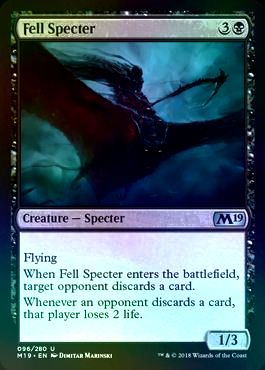 Fell Specter 3
Creature — Specter M19
Flying
When Fell Specter enters the battlefield,
target opponent discards a card.
Whenever an opponent discards a card,
that player loses 2 life.
1/3
096/280 U
M19 • EN DIMITAR MARINSKI ™ & © 2018 Wizards of the Coast